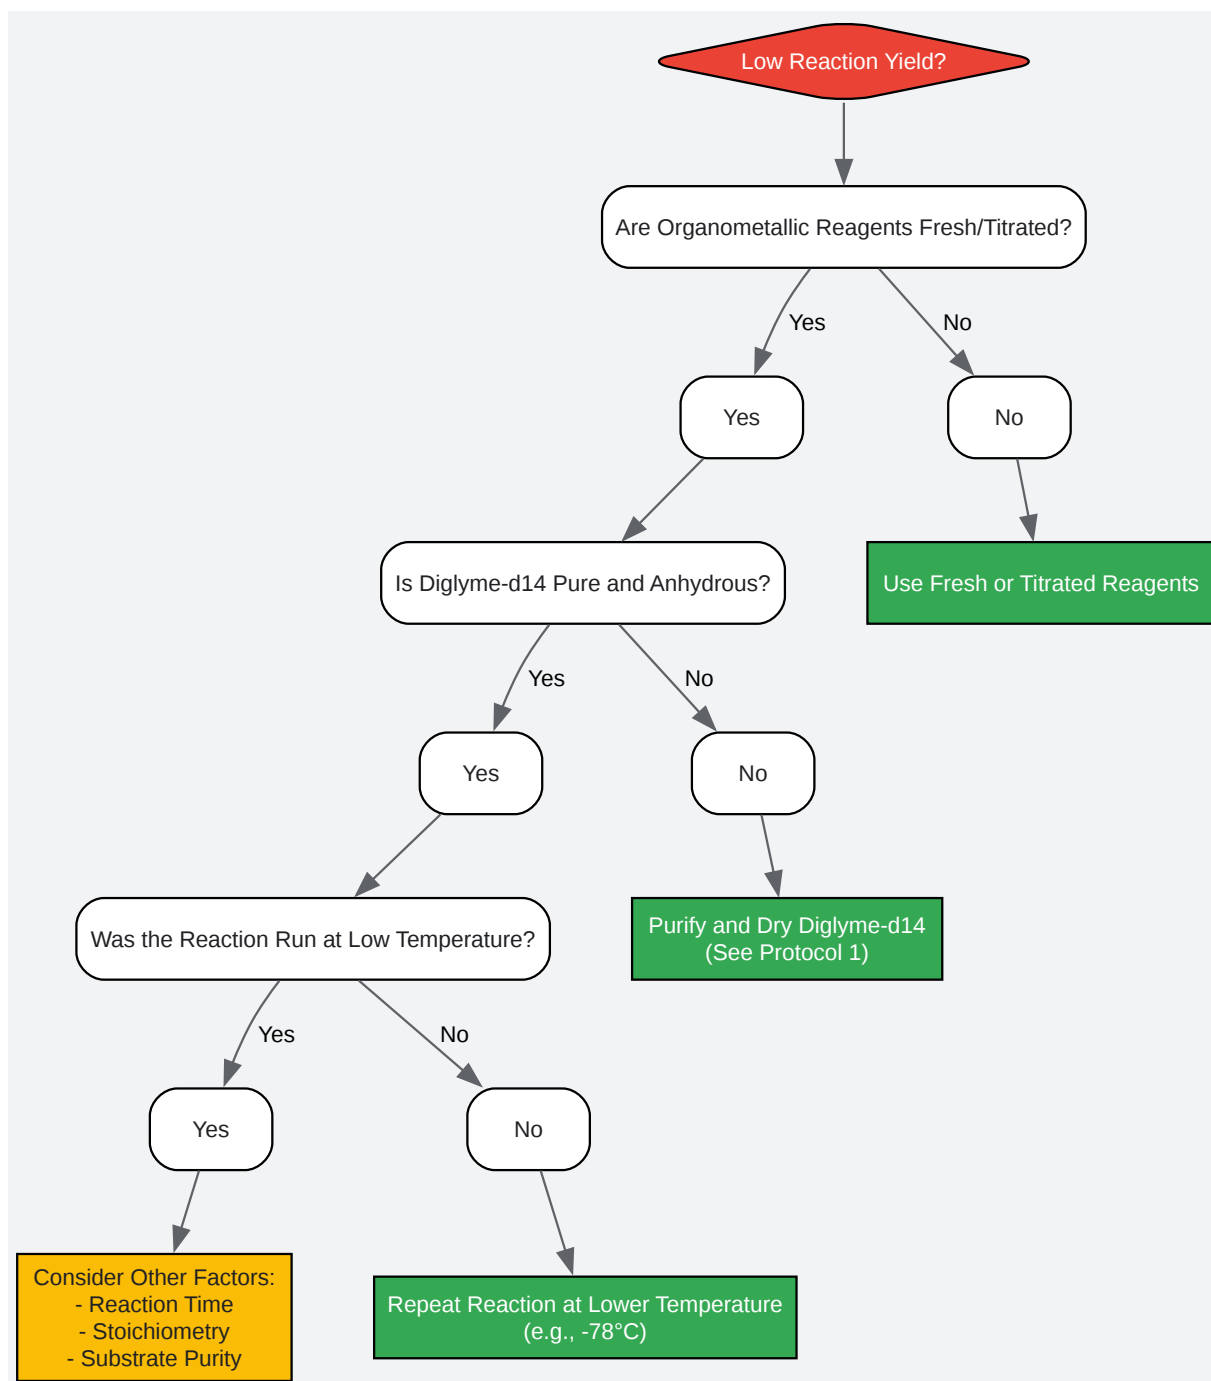 Low Reaction Yield?
Are Organometallic Reagents Fresh/Titrated?
Yes
No
Yes
No
Is Diglyme-d14 Pure and Anhydrous?
Use Fresh or Titrated Reagents
Yes
No
Yes
No
Was the Reaction Run at Low Temperature?
Purify and Dry Diglyme-d14
(See Protocol 1)
Yes
No
Yes
No
Consider Other Factors:
- Reaction Time
- Stoichiometry
- Substrate Purity
Repeat Reaction at Lower Temperature
(e.g., -78°C)